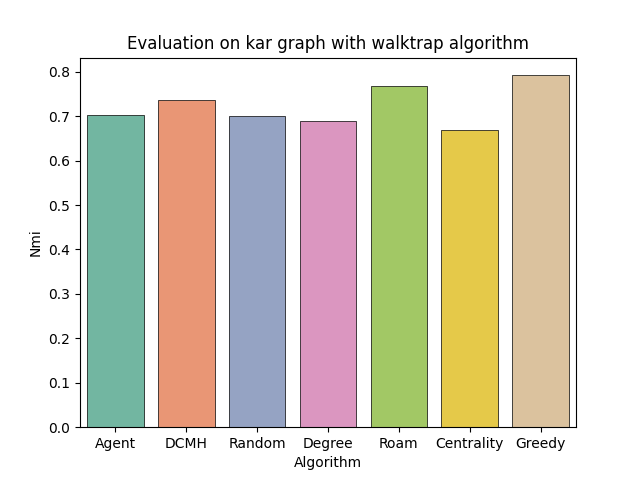 Evaluation on kar graph with walktrap algorithm
0.8
0.7
0.6
0.5
0.4
0.3
0.2
0.1
0.0
Nmi
Agent DCMH Random Degree Roam Centrality Greedy
Algorithm